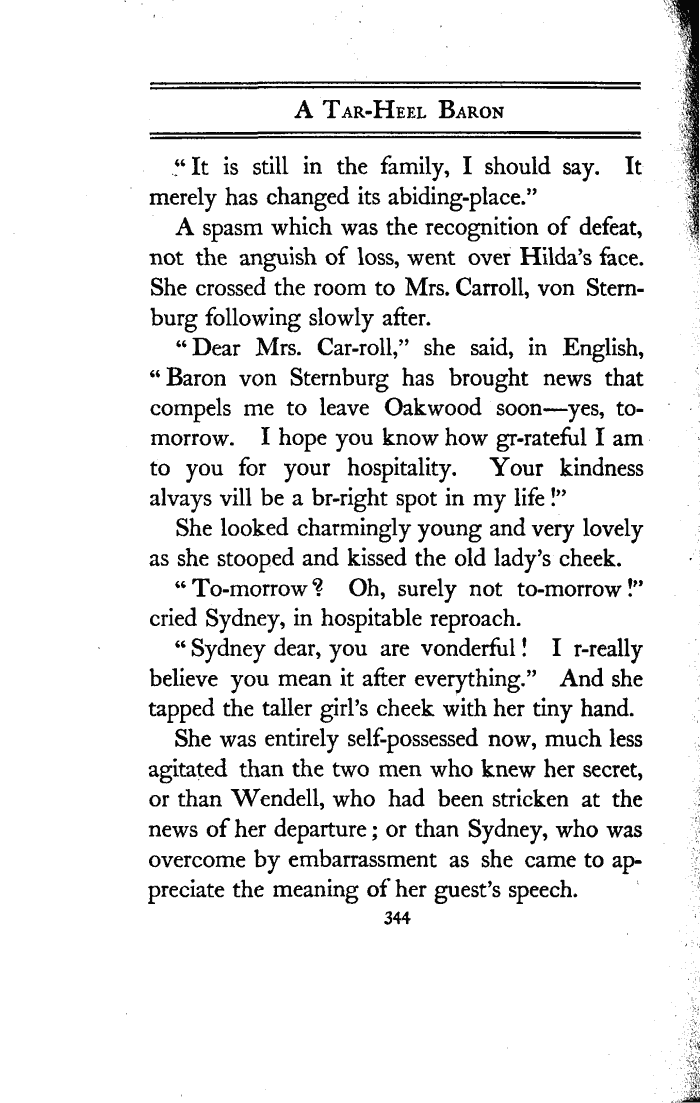 A Tar-Heel Baron
“It is still in the family, I should say. It
merely has changed its abiding-place.”
A spasm which was the recognition of defeat,
not the anguish of loss, went over Hilda’s face.
She crossed the room to Mrs. Carroll, von Stern-
burg following slowly after.
“Dear Mrs. Car-roll,” she said, in English,
“Baron von Sternburg has brought news that
compels me to leave Oakwood soon—yes, to-
morrow. I hope you know how gr-rateful I am
to you for your hospitality. Your kindness
alvays vill be a br-right spot in my life!”
She looked charmingly young and very lovely
as she stooped and kissed the old lady’s cheek.
“To-morrow? Oh, surely not to-morrow!”
cried Sydney, in hospitable reproach.
“Sydney dear, you are vonderful! I r-really
believe you mean it after everything.” And she
tapped the taller girl’s cheek with her tiny hand.
She was entirely self-possessed now, much less
agitated than the two men who knew her secret,
or than Wendell, who had been stricken at the
news of her departure; or than Sydney, who was
overcome by embarrassment as she came to ap-
preciate the meaning of her guest’s speech.
344